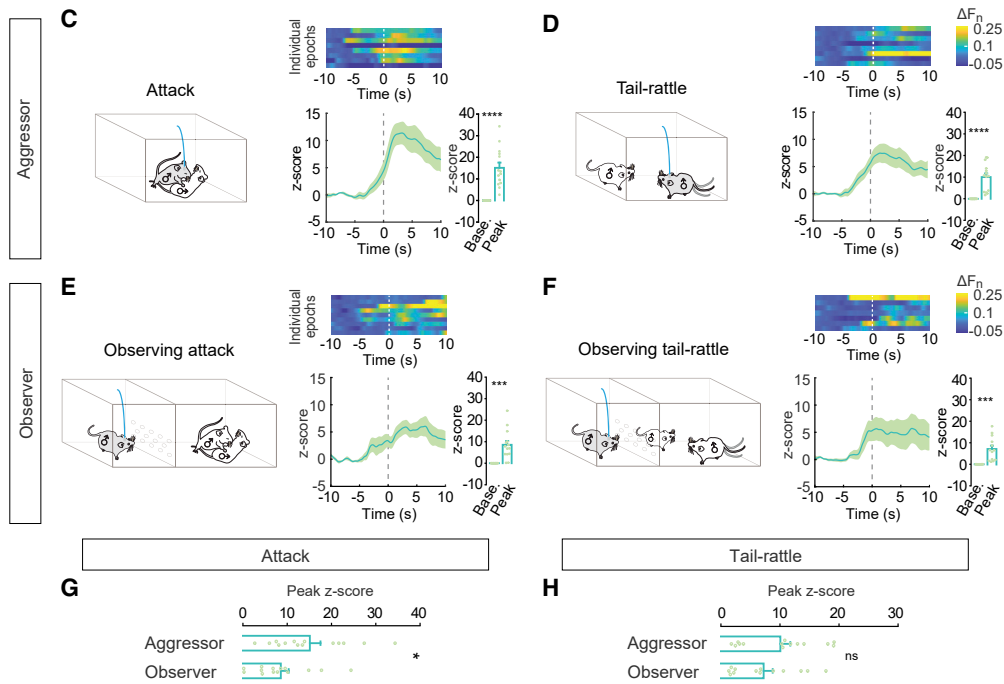 Aggressor
C
Attack
Individual
epochs
-10 -5 0 5 10
Time (s)
z-score
15
10
5
0
5
-10 -5 0 5 10
Time (s)
z-score
40
30
20
10
0
-10
****
Base.
Peak
D
Tail-rattle
ΔFn
0.25
0.1
-0.05
-10 -5 0 5 10
Time (s)
z-score
15
10
5
0
5
-10 -5 0 5 10
Time (s)
z-score
40
30
20
10
0
-10
****
Base.
Peak
Observer
E
Observing attack
Individual
epochs
-10 -5 0 5 10
Time (s)
z-score
15
10
5
0
5
-10 -5 0 5 10
Time (s)
z-score
40
30
20
10
0
-10
***
Base.
Peak
F
Observing tail-rattle
ΔFn
0.25
0.1
-0.05
-10 -5 0 5 10
Time (s)
z-score
15
10
5
0
5
-10 -5 0 5 10
Time (s)
z-score
40
30
20
10
0
-10
***
Base.
Peak
Attack
G
Peak z-score
0 10 20 30 40
Aggressor
Observer
*
Tail-rattle
H
Peak z-score
0 10 20 30
Aggressor
Observer
ns